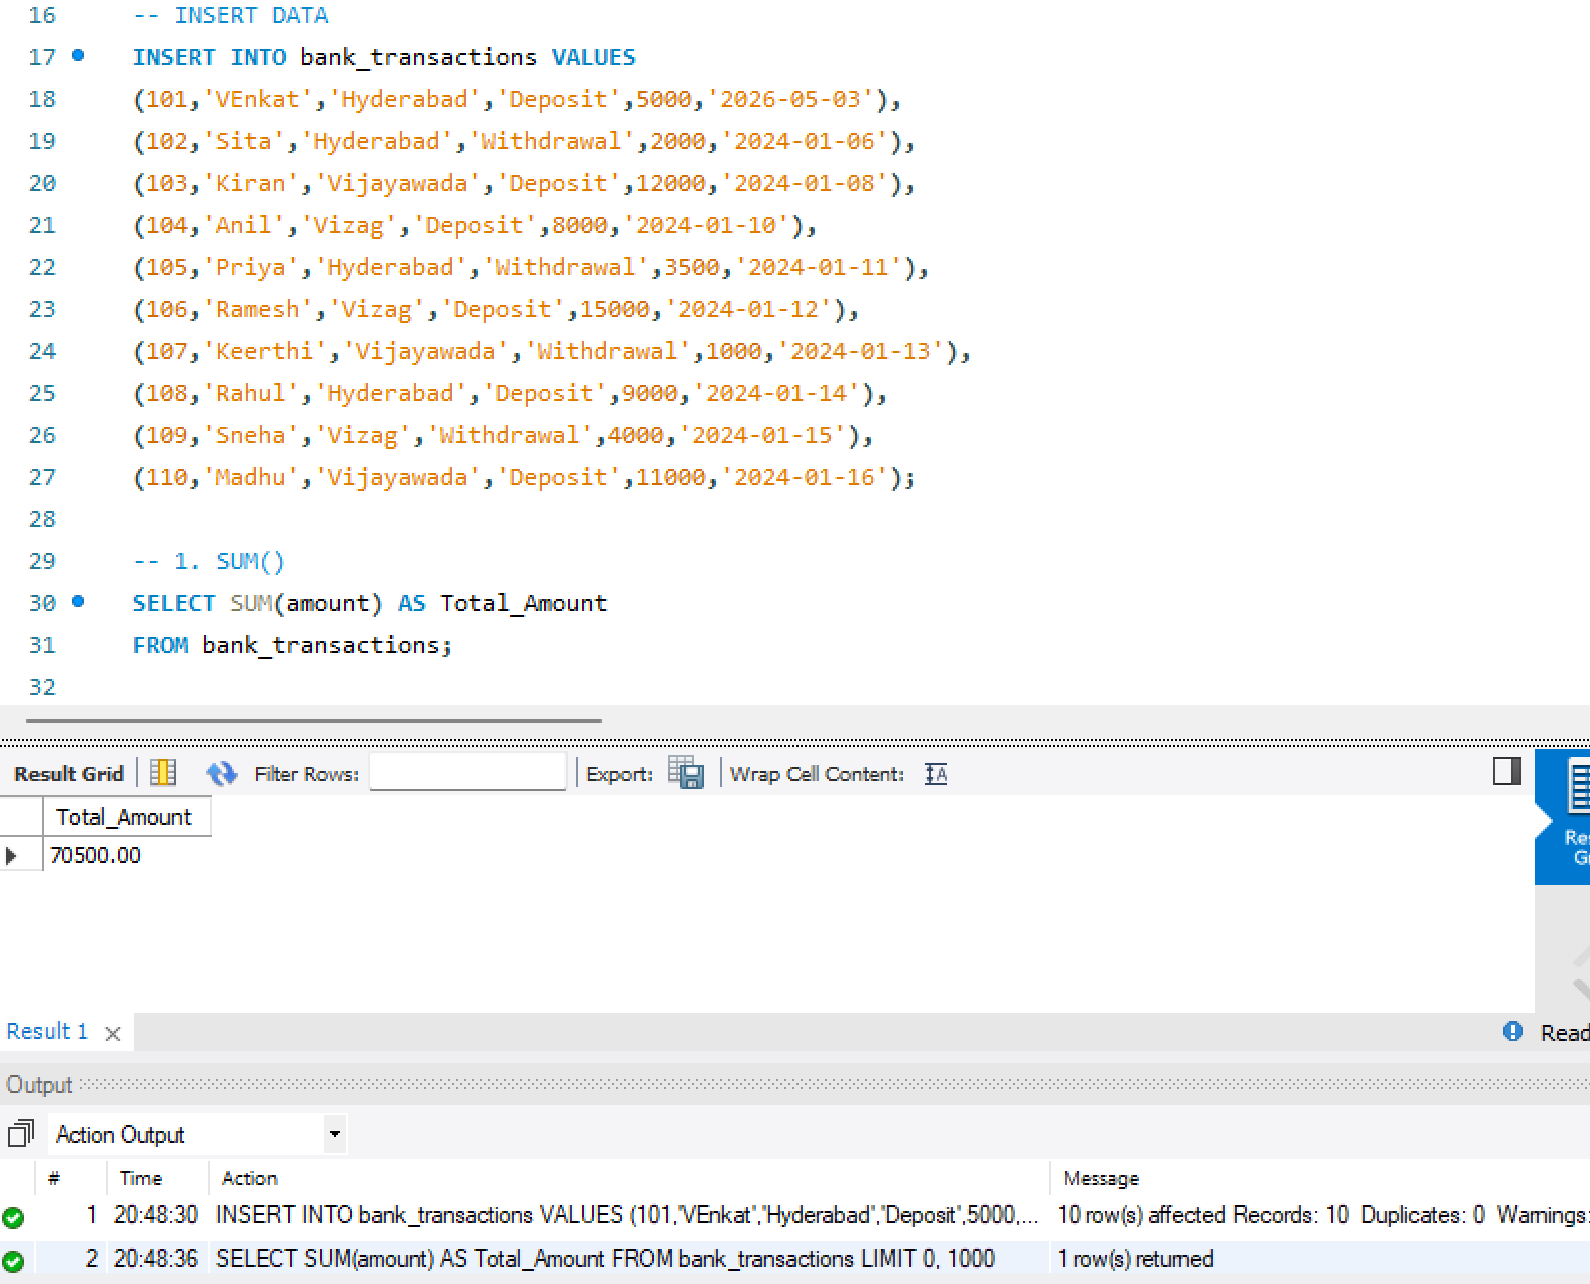 16 -- INSERT DATA
17 INSERT INTO bank_transactions VALUES
18 (101,'VEnkat','Hyderabad','Deposit',5000,'2026-05-03'),
19 (102,'Sita','Hyderabad','Withdrawal',2000,'2024-01-06'),
20 (103,'Kiran','Vijayawada','Deposit',12000,'2024-01-08'),
21 (104,'Anil','Vizag','Deposit',8000,'2024-01-10'),
22 (105,'Priya','Hyderabad','Withdrawal',3500,'2024-01-11'),
23 (106,'Ramesh','Vizag','Deposit',15000,'2024-01-12'),
24 (107,'Keerthi','Vijayawada','Withdrawal',1000,'2024-01-13'),
25 (108,'Rahul','Hyderabad','Deposit',9000,'2024-01-14'),
26 (109,'Sneha','Vizag','Withdrawal',4000,'2024-01-15'),
27 (110,'Madhu','Vijayawada','Deposit',11000,'2024-01-16');
28
29 -- 1. SUM()
30 SELECT SUM(amount) AS Total_Amount
31 FROM bank_transactions;
32
Result Grid Filter Rows: Export: Wrap Cell Content:
Total_Amount
70500.00
Result 1
Output
Action Output
# Time Action Message
1 20:48:30 INSERT INTO bank_transactions VALUES (101,'VEnkat','Hyderabad','Deposit',5000,... 10 row(s) affected Records: 10 Duplicates: 0 Warnings:
2 20:48:36 SELECT SUM(amount) AS Total_Amount FROM bank_transactions LIMIT 0, 1000 1 row(s) returned